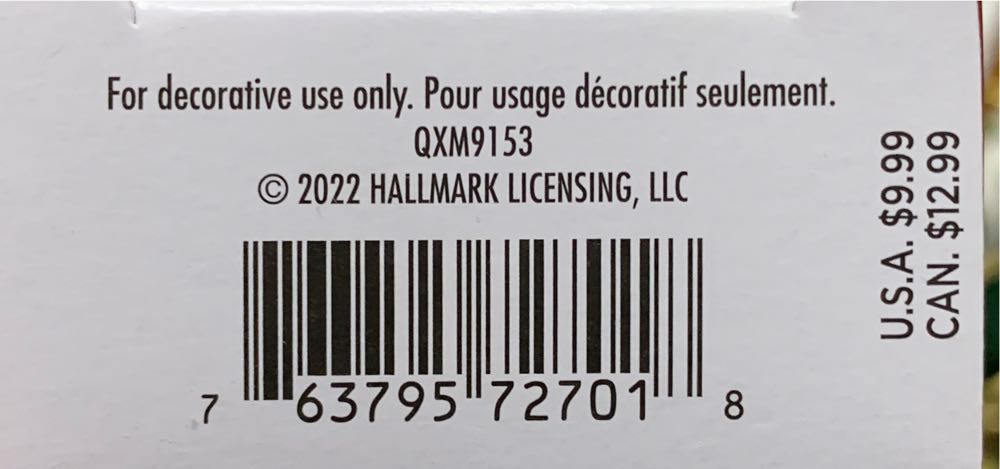 For decorative use only. Pour usage décoratif seulement.
QXM9153
© 2022 HALLMARK LICENSING, LLC
7 63795 72701 8
U.S.A. $9.99
CAN. $12.99